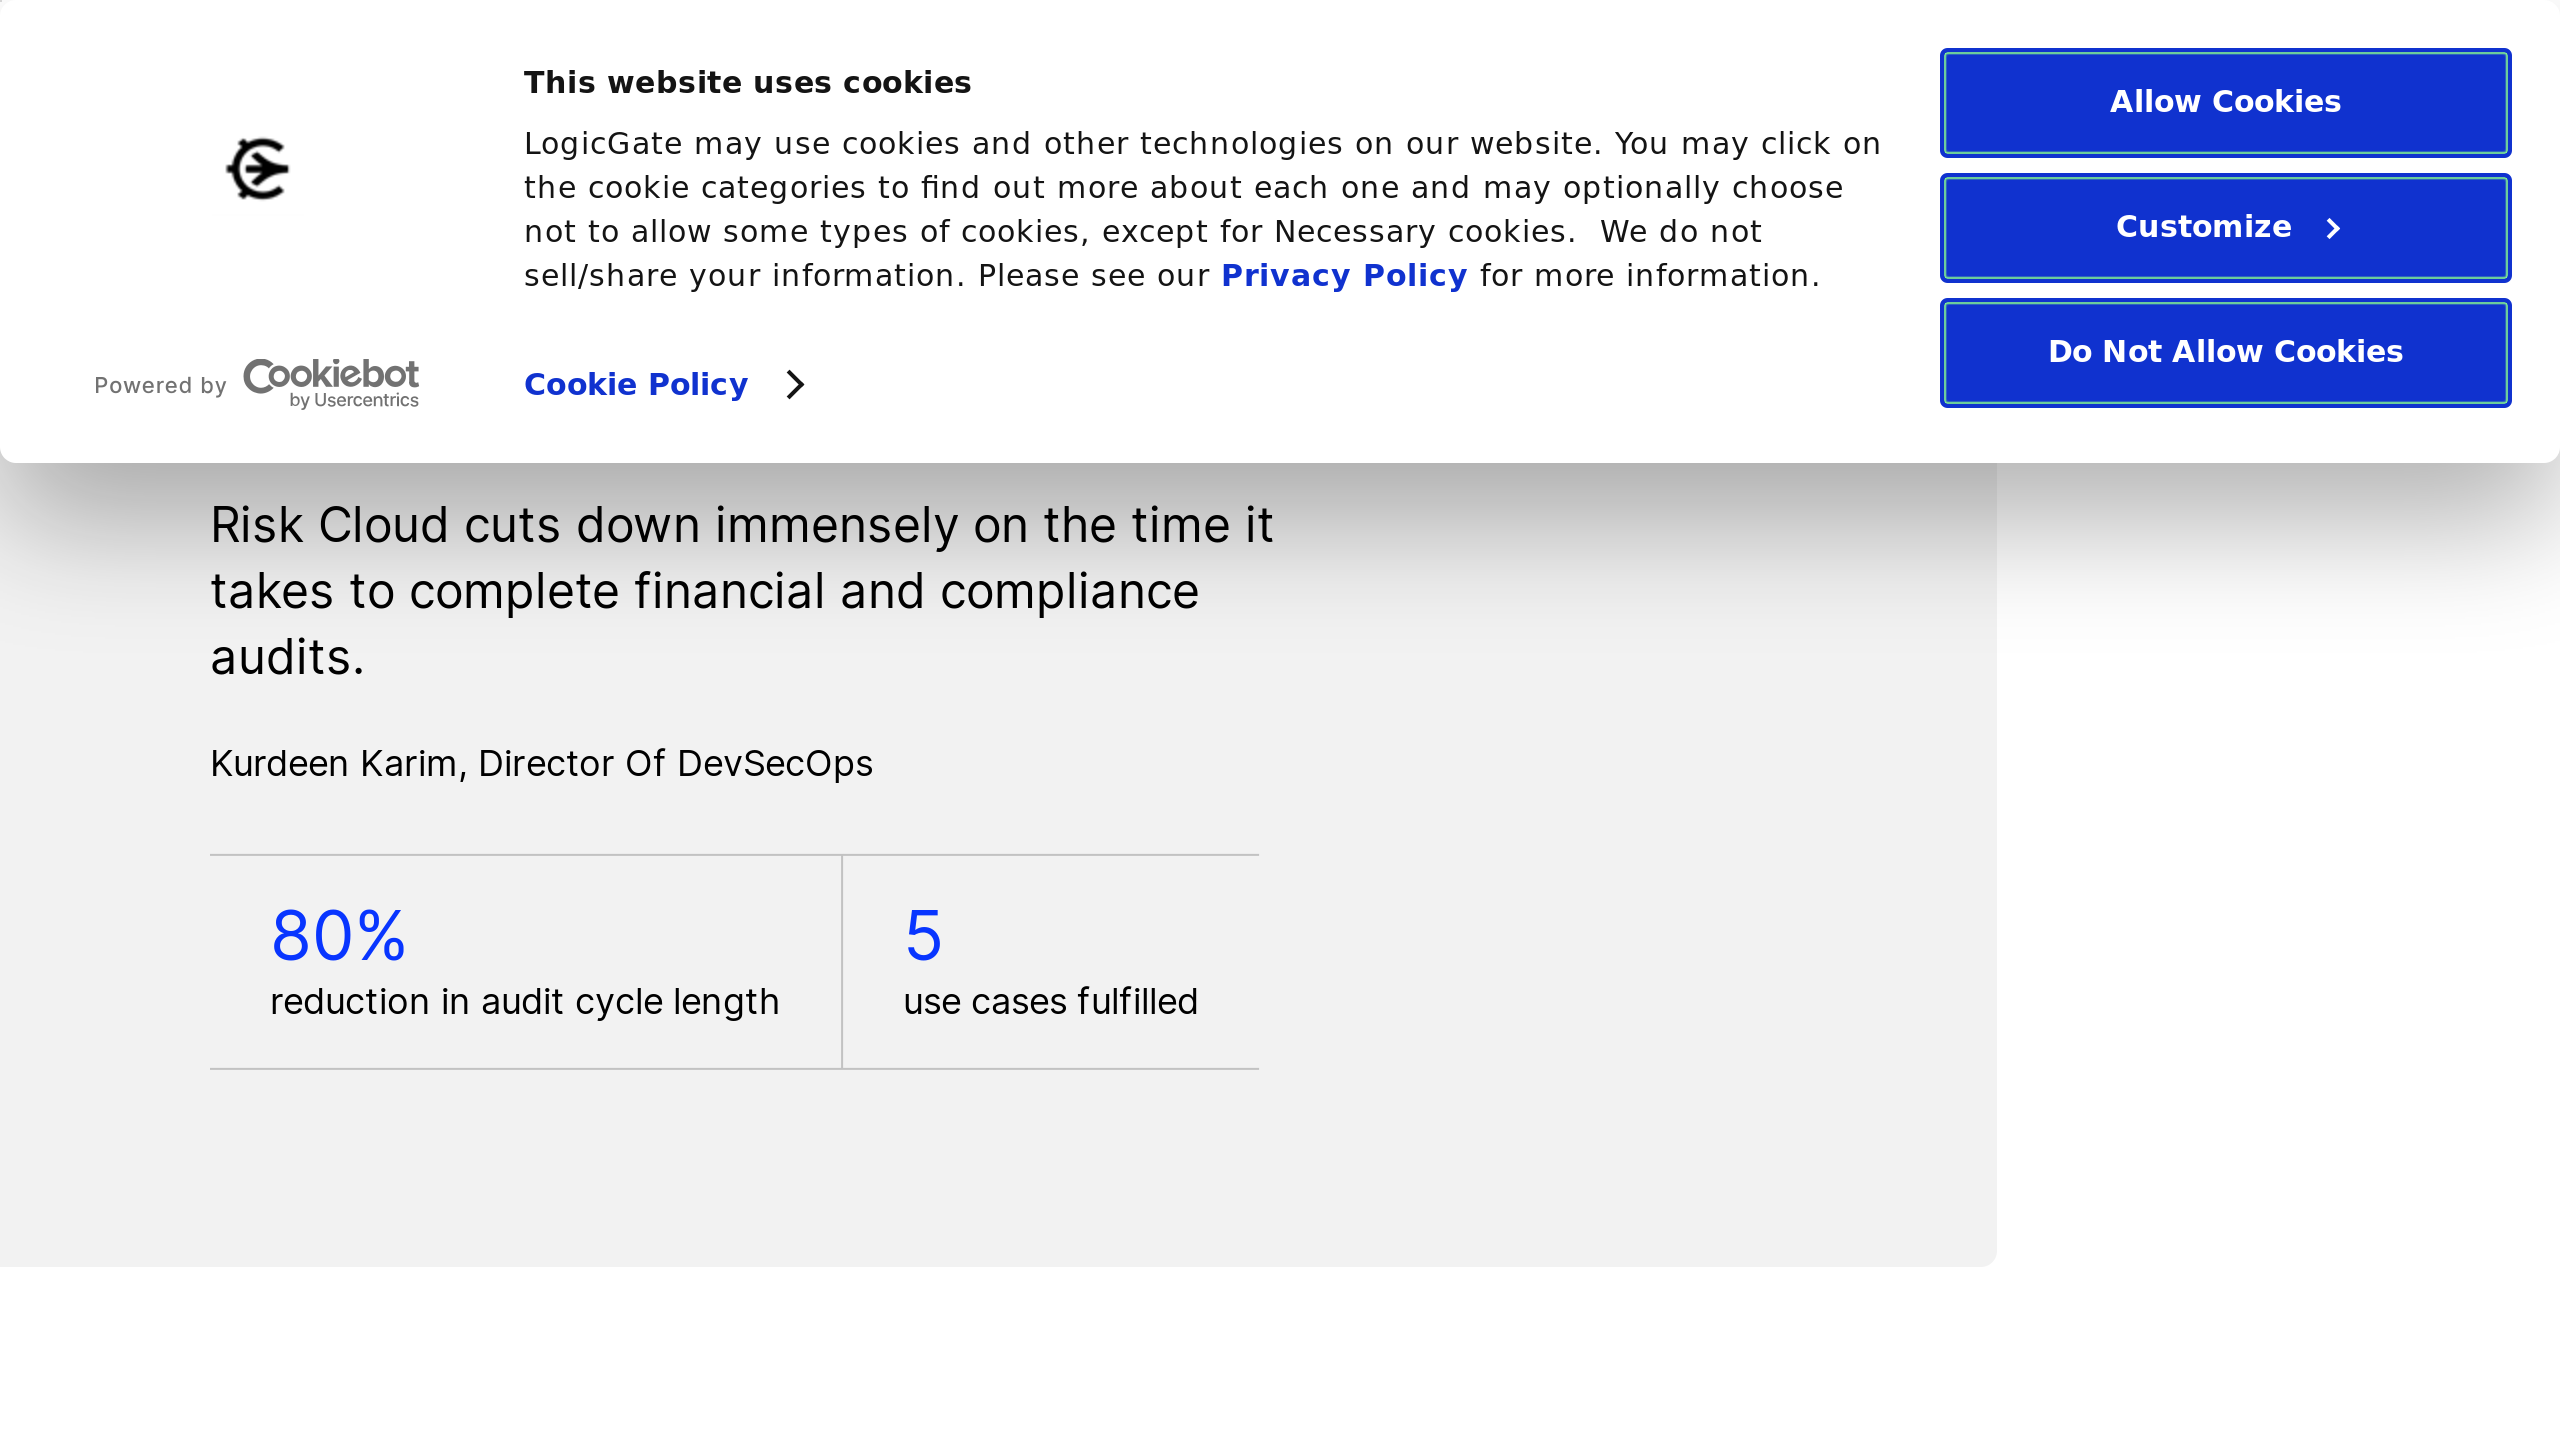 This website uses cookies
LogicGate may use cookies and other technologies on our website. You may click on
the cookie categories to find out more about each one and may optionally choose
not to allow some types of cookies, except for Necessary cookies.  We do not
sell/share your information. Please see our Privacy Policy for more information.
Powered by Cookiebot
by Usercentrics
Cookie Policy
Allow Cookies
Customize
Do Not Allow Cookies
Risk Cloud cuts down immensely on the time it
takes to complete financial and compliance
audits.
Kurdeen Karim, Director Of DevSecOps
80%
reduction in audit cycle length
5
use cases fulfilled